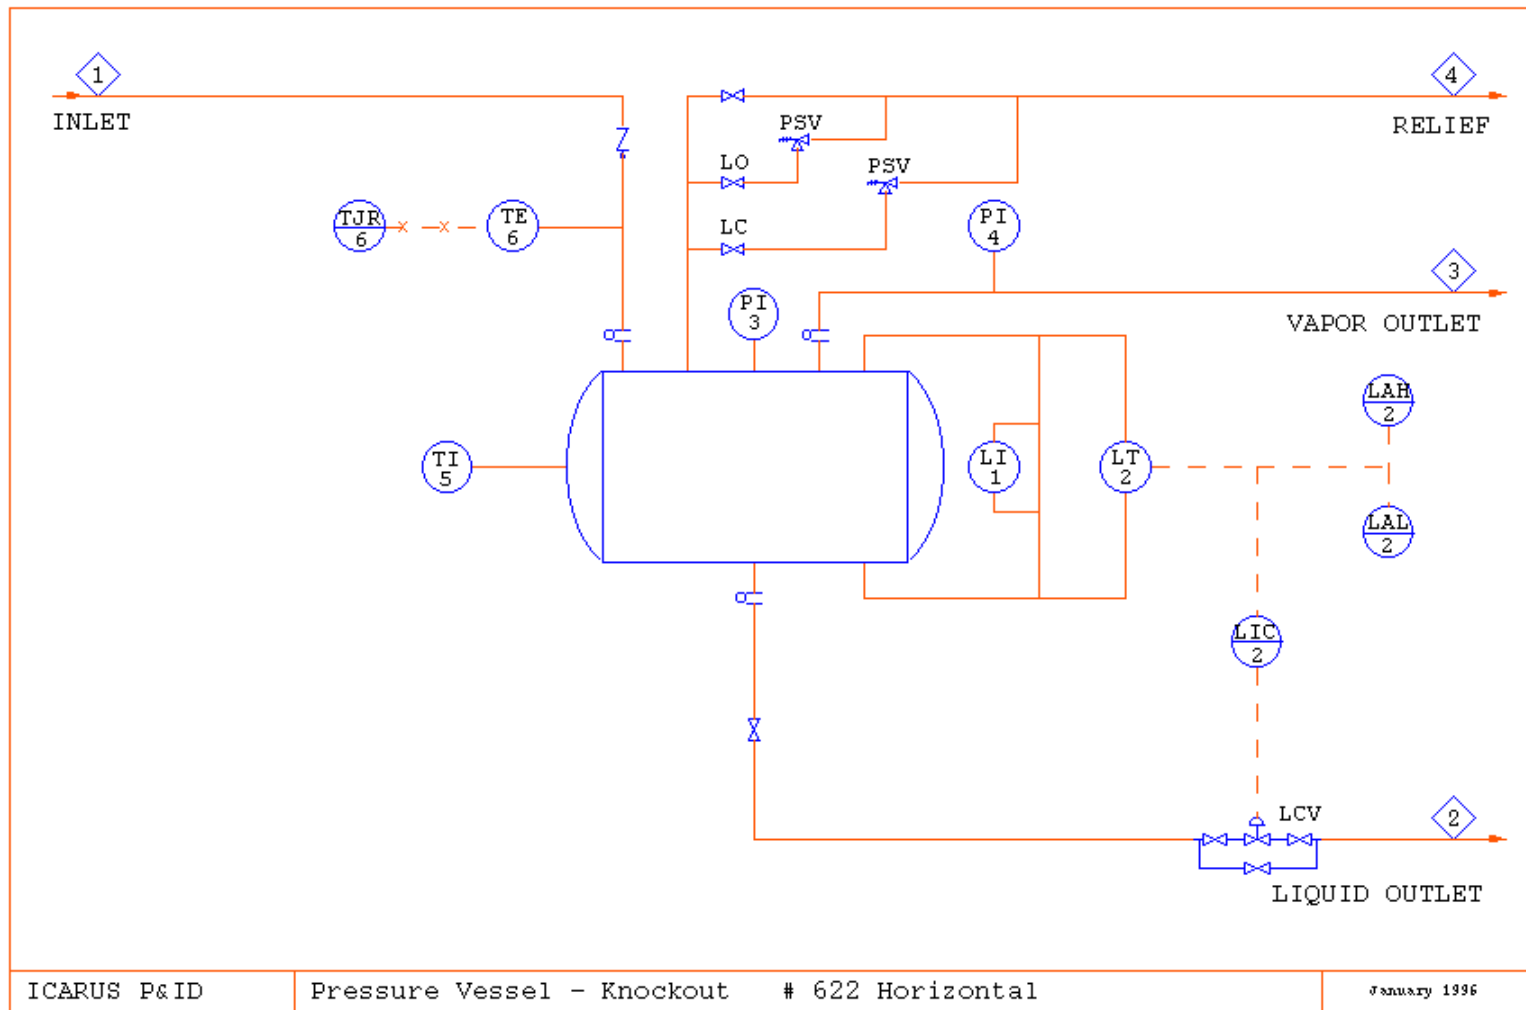 1
4
INLET
RELIEF
PSV
PSV
LO
LC
TJR
6
TE
6
PI
4
3
VAPOR OUTLET
PI
3
LAH
2
TI
5
LI
1
LT
2
LAL
2
LIC
2
LCV
2
LIQUID OUTLET
ICARUS P&ID
Pressure Vessel - Knockout # 622 Horizontal
January 1996